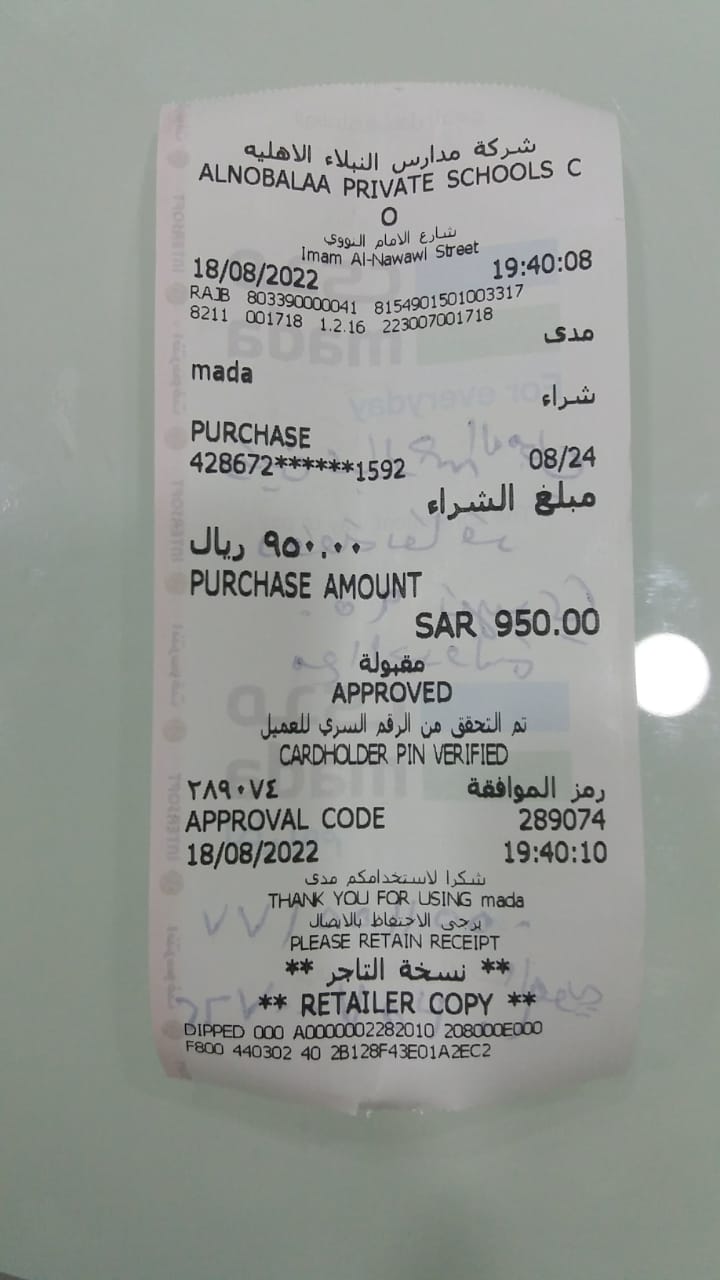 شركة مدارس النبلاء الاهليه
ALNOBALAA PRIVATE SCHOOLS C
O
شارع الامام النووي
Imam Al-Nawawi Street
18/08/2022 19:40:08
RAJB 803390000041 8154901501003317
8211 001718 1.2.16 223007001718
مدى
mada
شراء
PURCHASE
428672******1592 08/24
مبلغ الشراء
٩٥٠.٠٠ ريال
PURCHASE AMOUNT
SAR 950.00
مقبولة
APPROVED
تم التحقق من الرقم السري للعميل
CARDHOLDER PIN VERIFIED
رمز الموافقة ٢٨٩٠٧٤
APPROVAL CODE 289074
18/08/2022 19:40:10
شكرا لاستخدامكم مدى
THANK YOU FOR USING mada
يرجى الاحتفاظ بالايصال
PLEASE RETAIN RECEIPT
** نسخة التاجر **
** RETAILER COPY **
DIPPED 000 A0000002282010 208000E000
F800 440302 40 2B128F43E01A2EC2